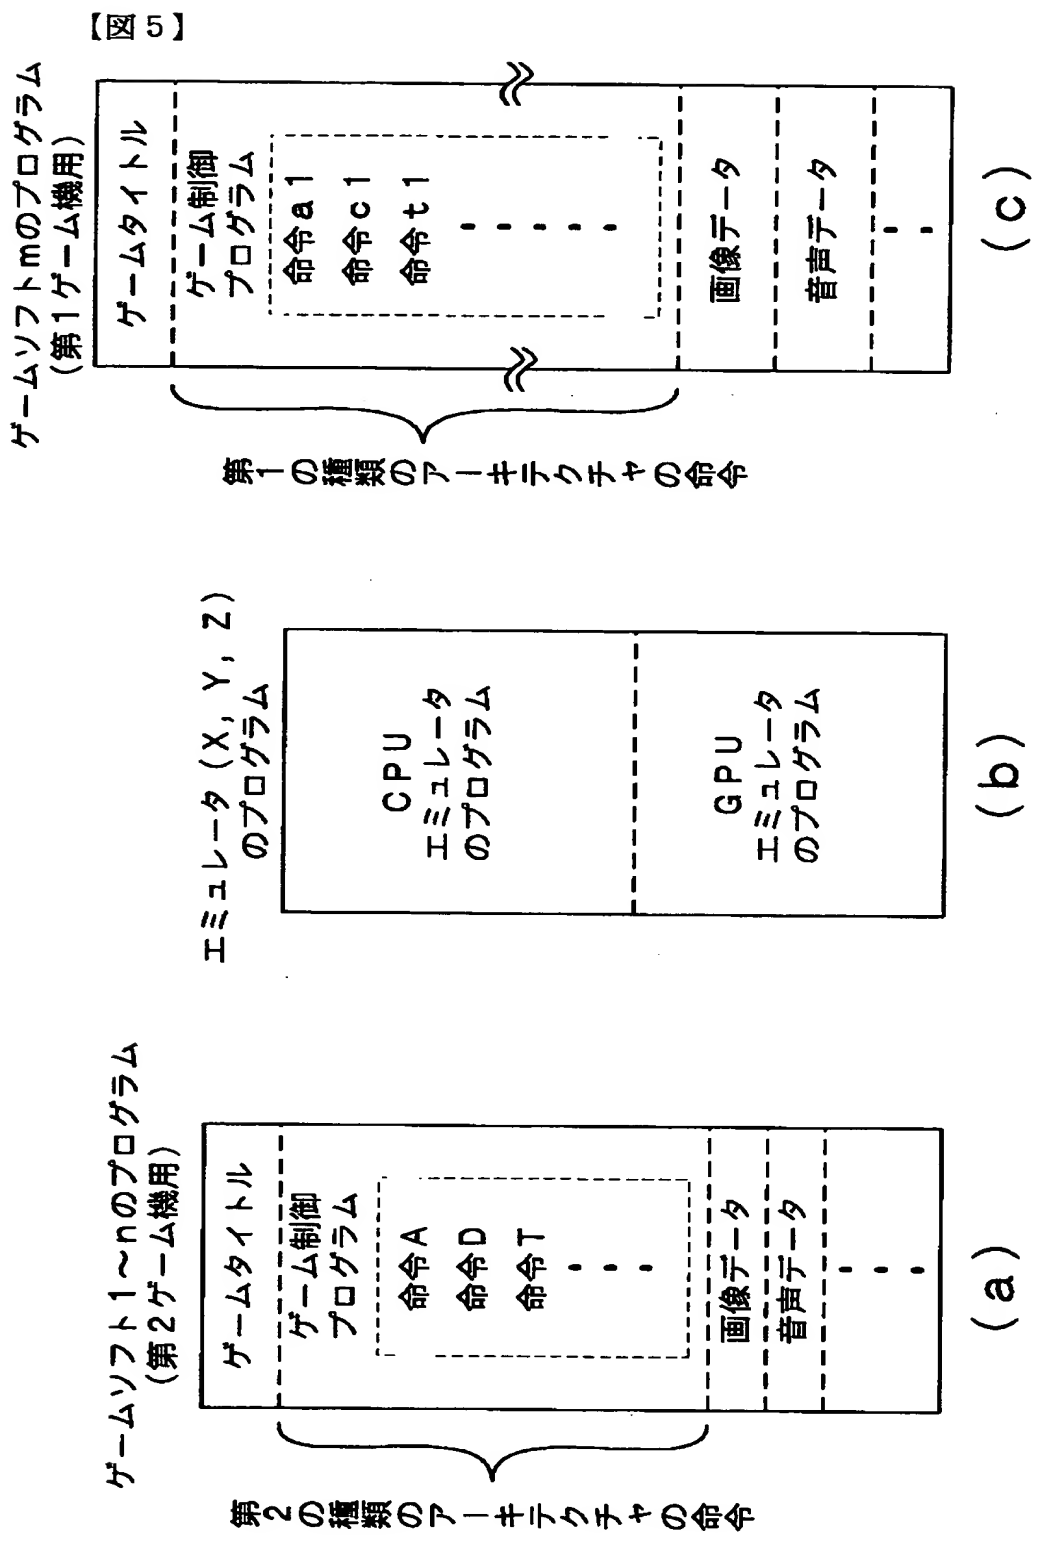 【図5】
ゲームソフト1～nのプログラム
(第2ゲーム機用)
ゲームタイトル
ゲーム制御
プログラム
命令A
命令D
命令T
画像データ
音声データ
第2の種類のアーキテクチャの命令
(a)
エミュレータ(X, Y, Z)
のプログラム
CPU
エミュレータ
のプログラム
GPU
エミュレータ
のプログラム
(b)
ゲームソフトmのプログラム
(第1ゲーム機用)
ゲームタイトル
ゲーム制御
プログラム
命令a1
命令c1
命令t1
画像データ
音声データ
第1の種類のアーキテクチャの命令
(c)